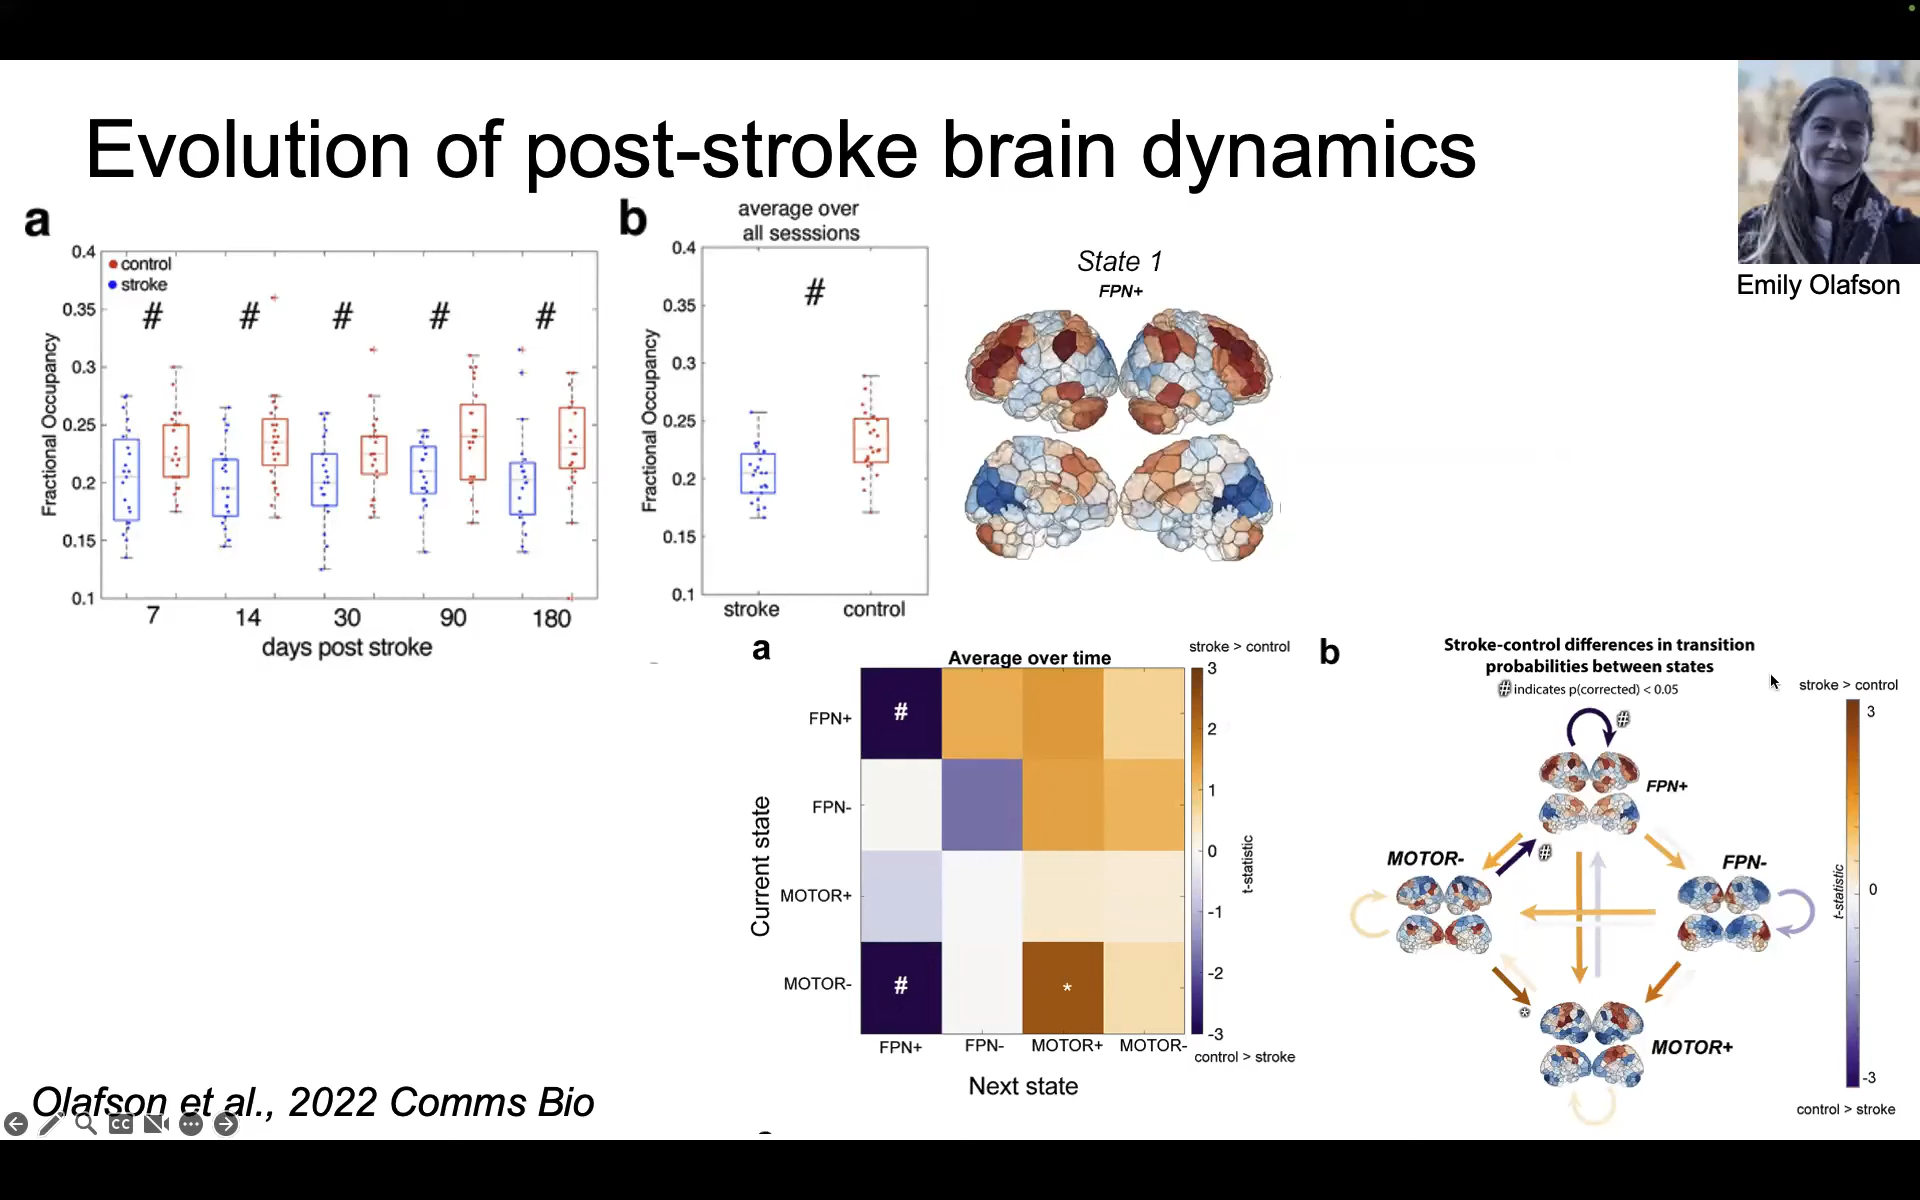 Evolution of post-stroke brain dynamics
Emily Olafson
a
0.4
0.35
0.3
0.25
0.2
0.15
0.1
Fractional Occupancy
control
stroke
# # # # #
7 14 30 90 180
days post stroke
b
average over
all sesssions
0.4
0.35
0.3
0.25
0.2
0.15
0.1
Fractional Occupancy
#
stroke control
State 1
FPN+
a
Average over time
stroke > control
FPN+
FPN-
MOTOR+
MOTOR-
Current state
#
#
*
FPN+ FPN- MOTOR+ MOTOR-
Next state
3
2
1
0
-1
-2
-3
t-statistic
control > stroke
b
Stroke-control differences in transition
probabilities between states
# indicates p(corrected) < 0.05
stroke > control
#
FPN+
#
MOTOR-
FPN-
*
MOTOR+
3
0
-3
t-statistic
control > stroke
Olafson et al., 2022 Comms Bio
CC